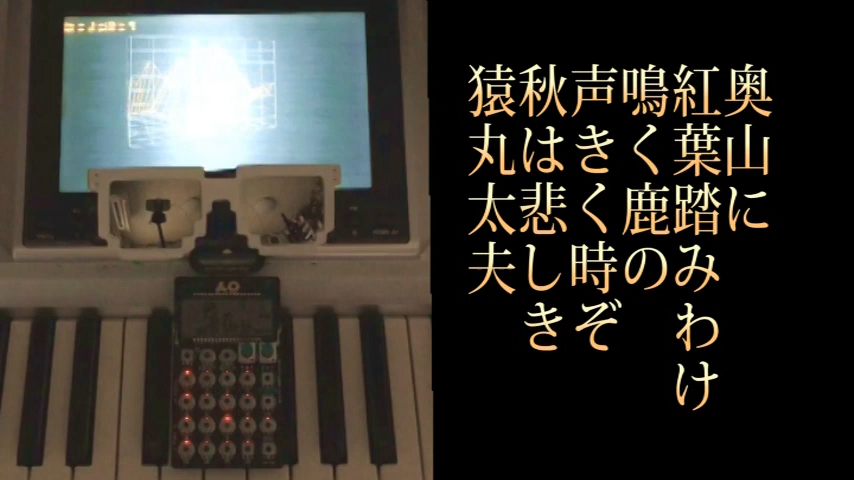 奥山に
紅葉踏みわけ
鳴く鹿の
声きく時ぞ
秋は悲しき
猿丸太夫